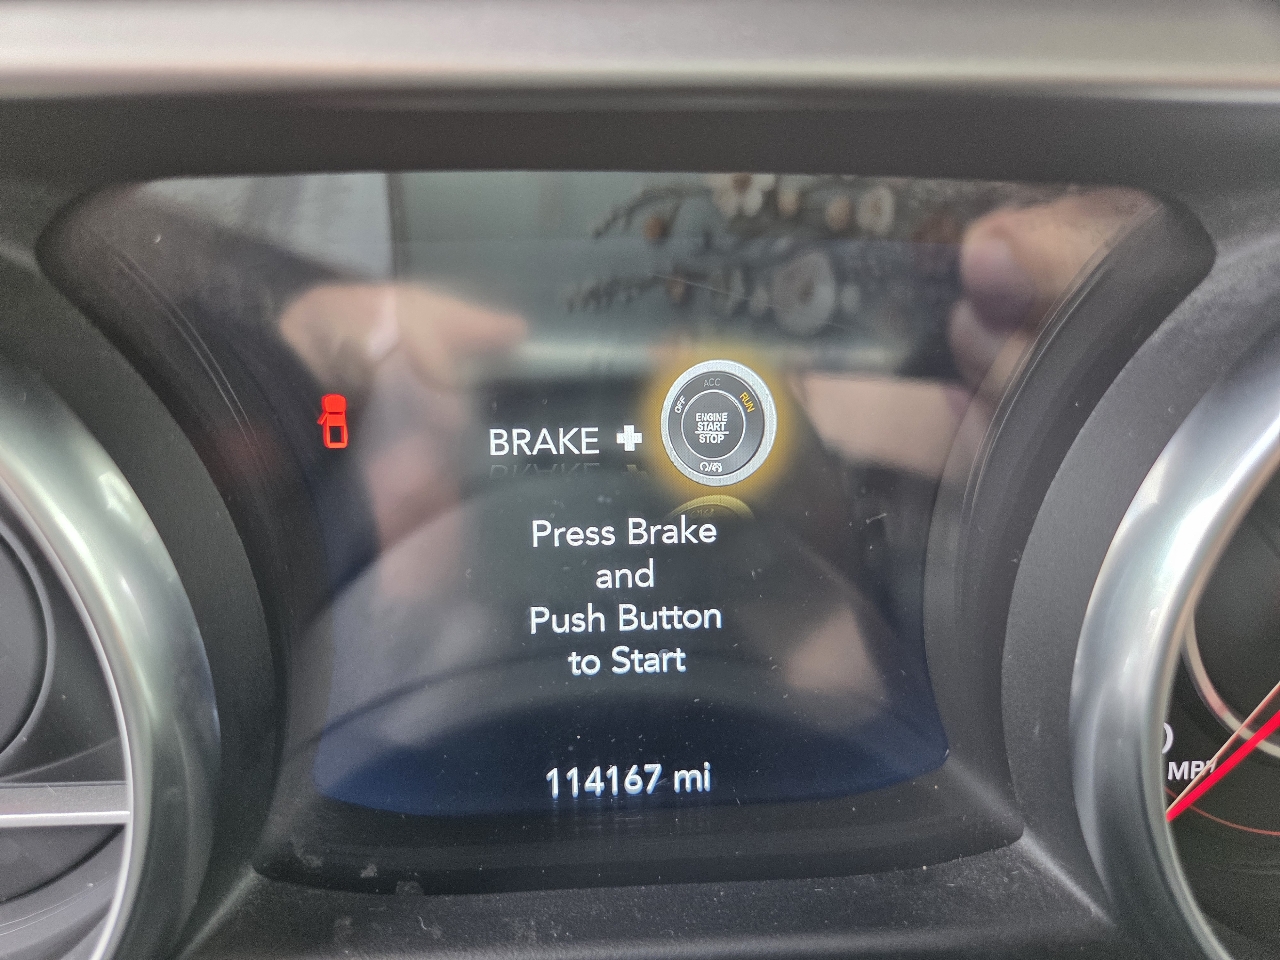 BRAKE +
ACC
OFF
RUN
ENGINE
START
STOP
Press Brake
and
Push Button
to Start
114167 mi